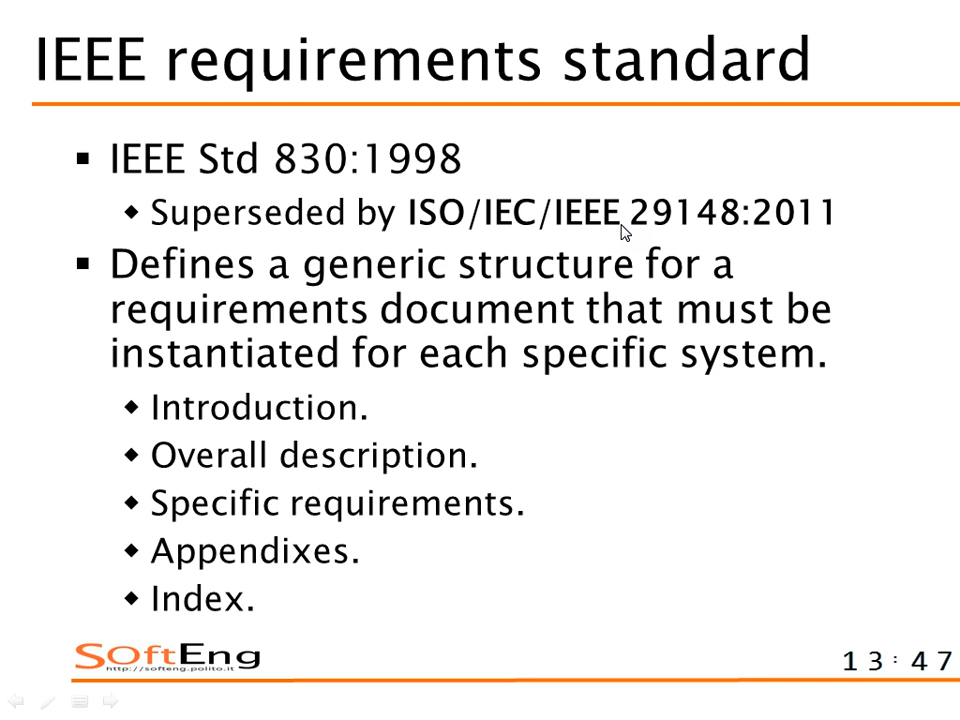 IEEE requirements standard
▪ IEEE Std 830:1998
◆ Superseded by ISO/IEC/IEEE 29148:2011
▪ Defines a generic structure for a
requirements document that must be
instantiated for each specific system.
◆ Introduction.
◆ Overall description.
◆ Specific requirements.
◆ Appendixes.
◆ Index.
SoftEng
http://softeng.polito.it
13:47